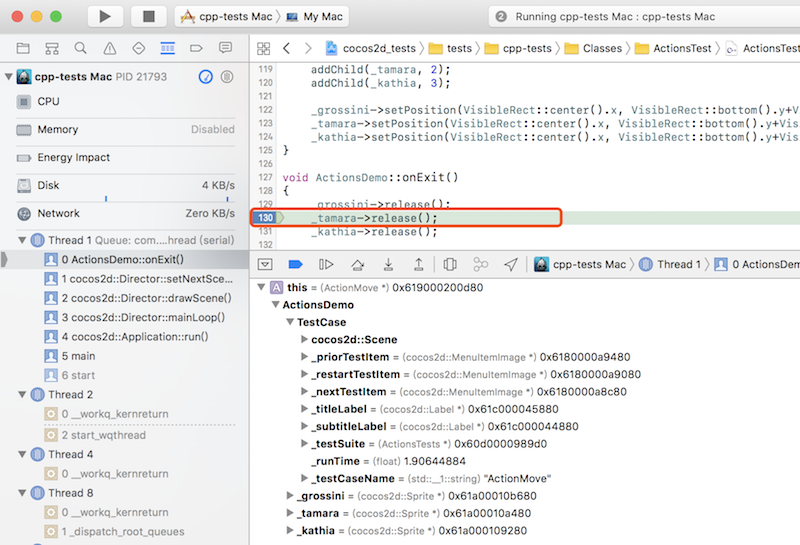 cpp-tests Mac My Mac
2 Running cpp-tests Mac : cpp-tests Mac
cocos2d_tests tests cpp-tests Classes ActionsTest ActionsTest
cpp-tests Mac PID 21793
CPU
Memory Disabled
Energy Impact
Disk 4 KB/s
Network Zero KB/s
Thread 1 Queue: com....hread (serial)
0 ActionsDemo::onExit()
1 cocos2d::Director::setNextSce...
2 cocos2d::Director::drawScene()
3 cocos2d::Director::mainLoop()
4 cocos2d::Application::run()
5 main
6 start
Thread 2
0 __workq_kernreturn
2 start_wqthread
Thread 4
0 __workq_kernreturn
Thread 8
0 __workq_kernreturn
1 _dispatch_root_queues
119 addChild(_tamara, 2);
120 addChild(_kathia, 3);
121
122 _grossini->setPosition(VisibleRect::center().x, VisibleRect::bottom().y+Vi
123 _tamara->setPosition(VisibleRect::center().x, VisibleRect::bottom().y+Vis
124 _kathia->setPosition(VisibleRect::center().x, VisibleRect::bottom().y+Vis
125 }
126
127 void ActionsDemo::onExit()
128 {
129 _grossini->release();
130 _tamara->release();
131 _kathia->release();
132
cpp-tests Mac Thread 1 0 ActionsDem
A this = (ActionMove *) 0x619000200d80
ActionsDemo
TestCase
cocos2d::Scene
_priorTestItem = (cocos2d::MenuItemImage *) 0x6180000a9480
_restartTestItem = (cocos2d::MenuItemImage *) 0x6180000a9080
_nextTestItem = (cocos2d::MenuItemImage *) 0x6180000a8c80
_titleLabel = (cocos2d::Label *) 0x61c000045880
_subtitleLabel = (cocos2d::Label *) 0x61c000044880
_testSuite = (ActionsTests *) 0x60d0000989d0
_runTime = (float) 1.90644884
_testCaseName = (std::__1::string) "ActionMove"
_grossini = (cocos2d::Sprite *) 0x61a00010b680
_tamara = (cocos2d::Sprite *) 0x61a00010a480
_kathia = (cocos2d::Sprite *) 0x61a000109280